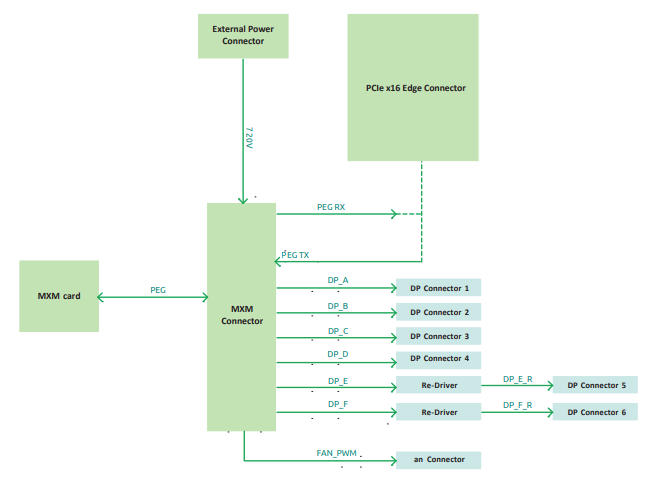 External Power
Connector
PCIe x16 Edge Connector
7 20V
PEG RX
PEG TX
MXM card
PEG
MXM
Connector
DP_A
DP Connector 1
DP_B
DP Connector 2
DP_C
DP Connector 3
DP_D
DP Connector 4
DP_E
Re-Driver
DP_E_R
DP Connector 5
DP_F
Re-Driver
DP_F_R
DP Connector 6
FAN_PWM
an Connector